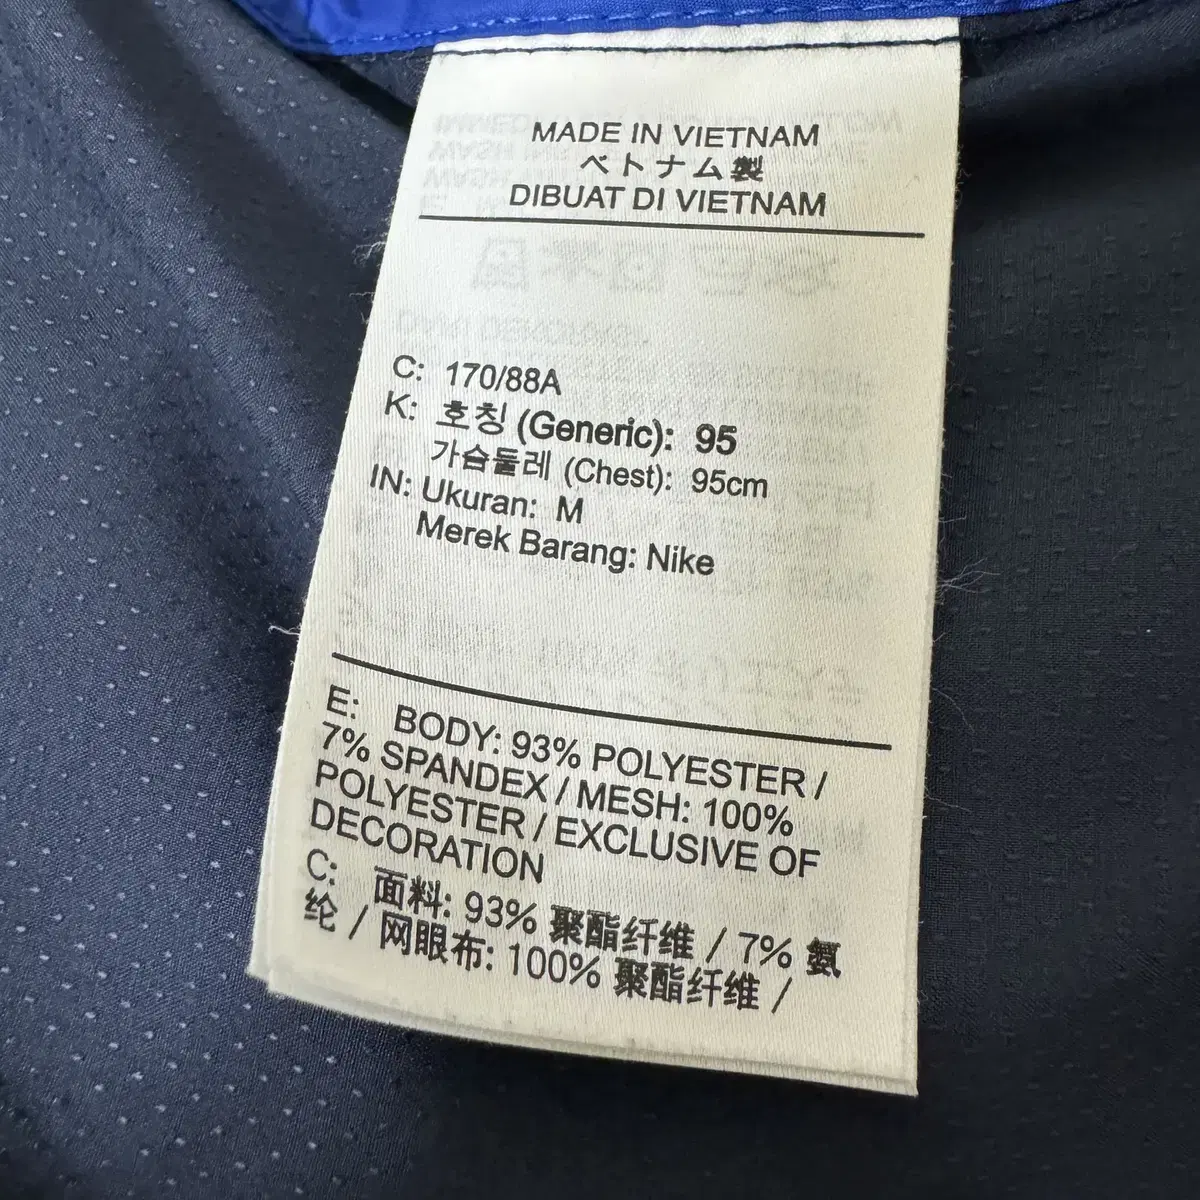 MADE IN VIETNAM
ベトナム製
DIBUAT DI VIETNAM
C: 170/88A
K: 호칭 (Generic): 95
가슴둘레 (Chest): 95cm
IN: Ukuran: M
Merek Barang: Nike
E: BODY: 93% POLYESTER /
7% SPANDEX / MESH: 100%
POLYESTER / EXCLUSIVE OF
DECORATION
C: 面料: 93% 聚酯纤维 / 7% 氨
纶 / 网眼布: 100% 聚酯纤维 /